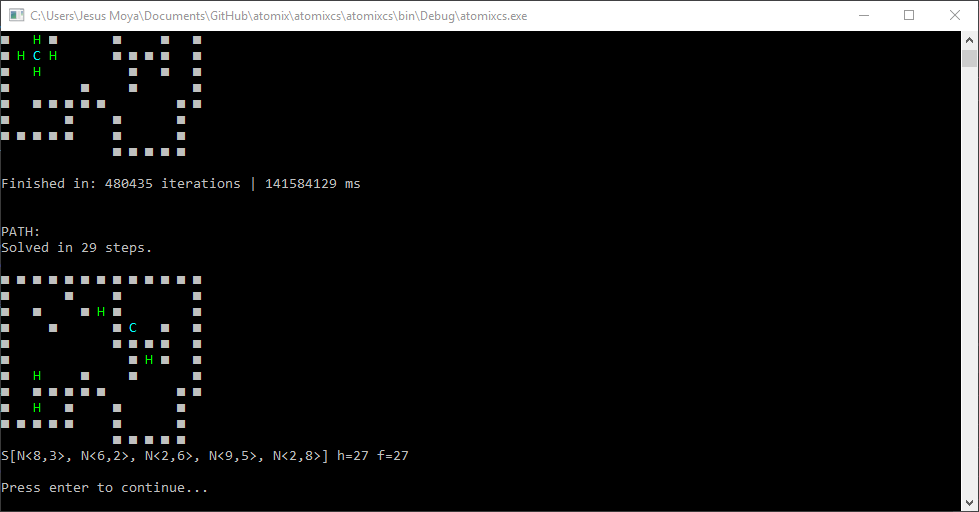 C:\Users\Jesus Moya\Documents\GitHub\atomix\atomixcs\atomixcs\bin\Debug\atomixcs.exe
H
H C H
H
Finished in: 480435 iterations | 141584129 ms
PATH:
Solved in 29 steps.
H
C
H
H
H
S[N<8,3>, N<6,2>, N<2,6>, N<9,5>, N<2,8>] h=27 f=27
Press enter to continue...